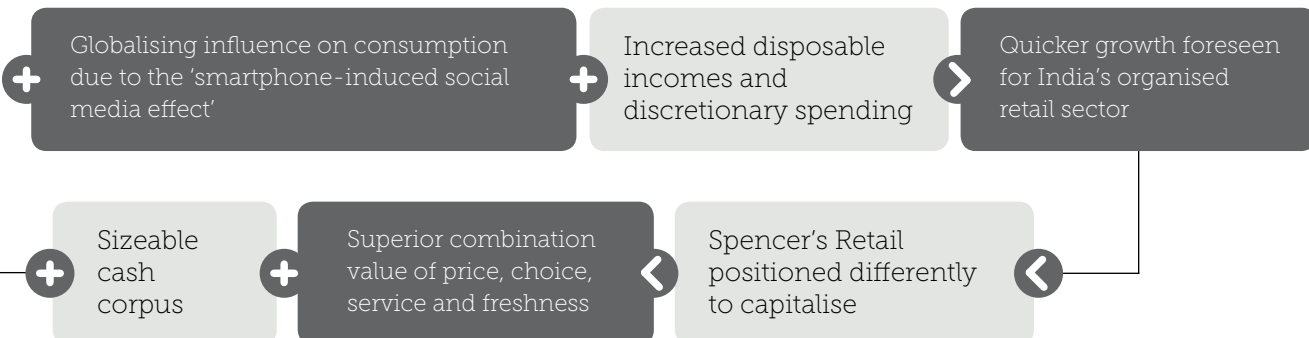 Globalising influence on consumption
due to the ‘smartphone-induced social
media effect’
Increased disposable
incomes and
discretionary spending
Quicker growth foreseen
for India’s organised
retail sector
Spencer’s Retail
positioned differently
to capitalise
Superior combination
value of price, choice,
service and freshness
Sizeable
cash
corpus